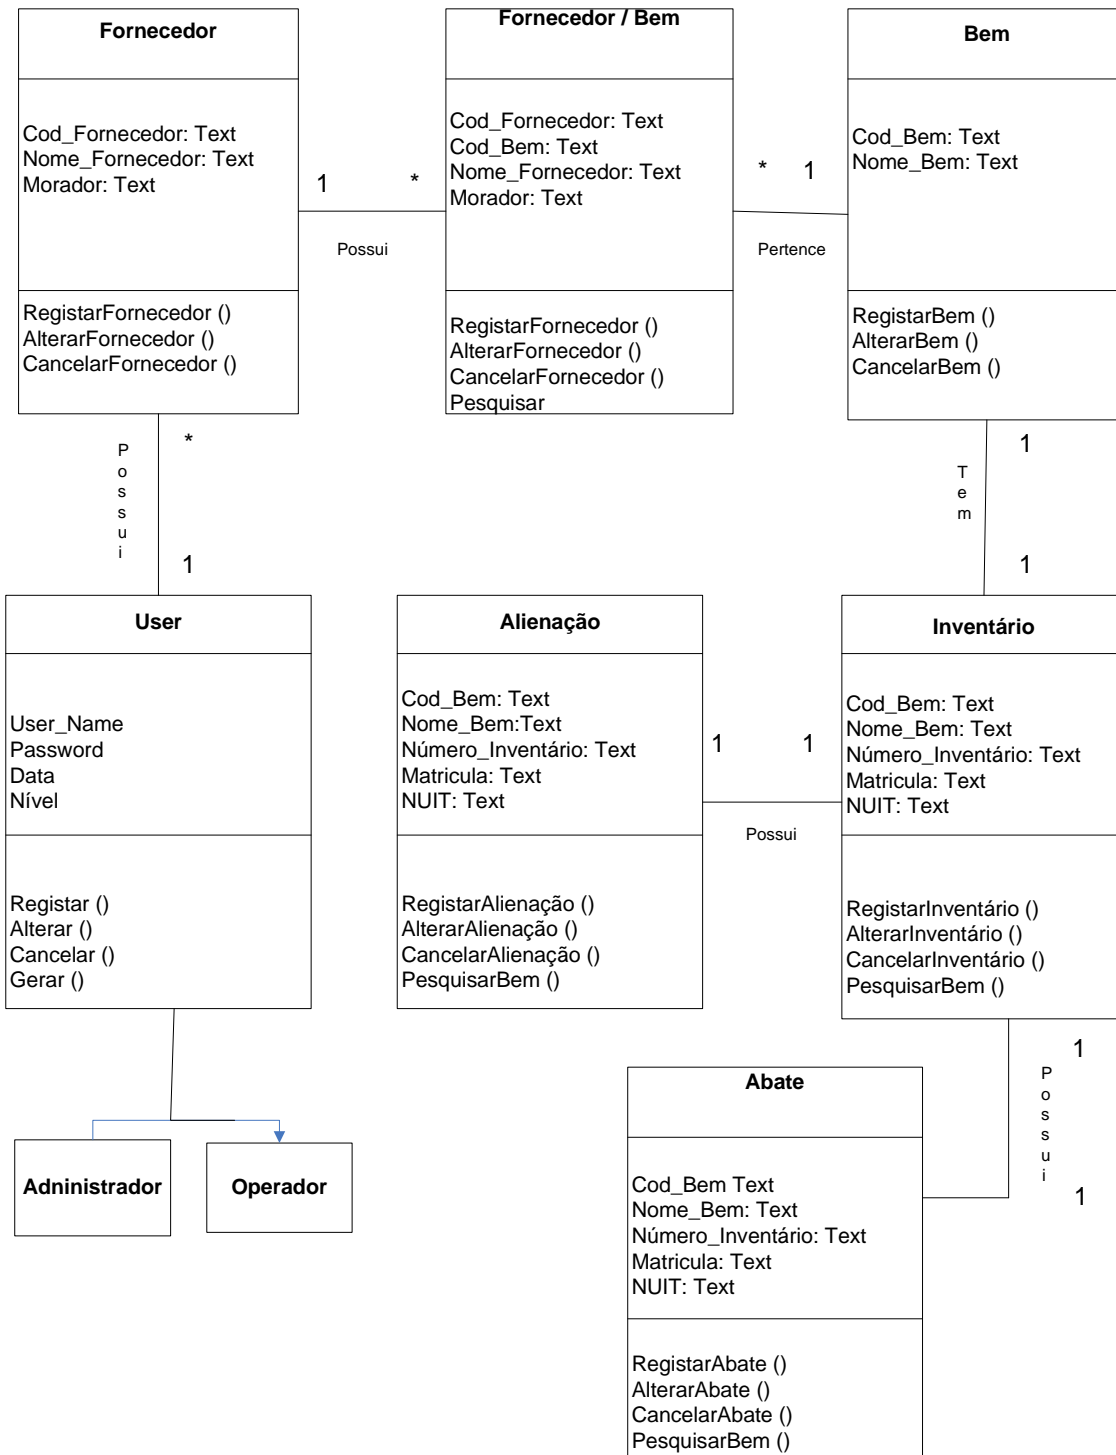 Fornecedor
Cod_Fornecedor: Text
Nome_Fornecedor: Text
Morador: Text
RegistarFornecedor ()
AlterarFornecedor ()
CancelarFornecedor ()
1
*
Possui
Fornecedor / Bem
Cod_Fornecedor: Text
Cod_Bem: Text
Nome_Fornecedor: Text
Morador: Text
RegistarFornecedor ()
AlterarFornecedor ()
CancelarFornecedor ()
Pesquisar
*
1
Pertence
Bem
Cod_Bem: Text
Nome_Bem: Text
RegistarBem ()
AlterarBem ()
CancelarBem ()
Possui
*
1
Tem
1
1
User
User_Name
Password
Data
Nível
Registar ()
Alterar ()
Cancelar ()
Gerar ()
Alienação
Cod_Bem: Text
Nome_Bem:Text
Número_Inventário: Text
Matricula: Text
NUIT: Text
RegistarAlienação ()
AlterarAlienação ()
CancelarAlienação ()
PesquisarBem ()
1
1
Possui
Inventário
Cod_Bem: Text
Nome_Bem: Text
Número_Inventário: Text
Matricula: Text
NUIT: Text
RegistarInventário ()
AlterarInventário ()
CancelarInventário ()
PesquisarBem ()
1
Possui
1
Adninistrador
Operador
Abate
Cod_Bem Text
Nome_Bem: Text
Número_Inventário: Text
Matricula: Text
NUIT: Text
RegistarAbate ()
AlterarAbate ()
CancelarAbate ()
PesquisarBem ()